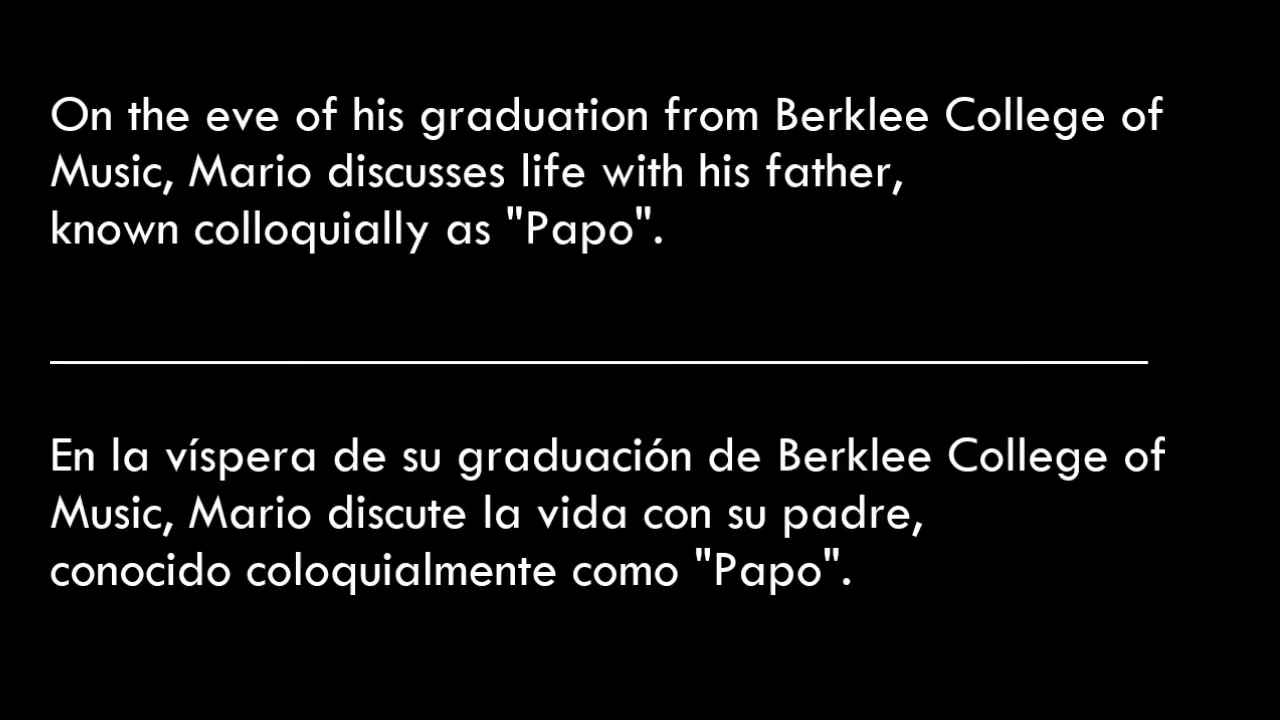 On the eve of his graduation from Berklee College of
Music, Mario discusses life with his father,
known colloquially as "Papo".
En la víspera de su graduación de Berklee College of
Music, Mario discute la vida con su padre,
conocido coloquialmente como "Papo".